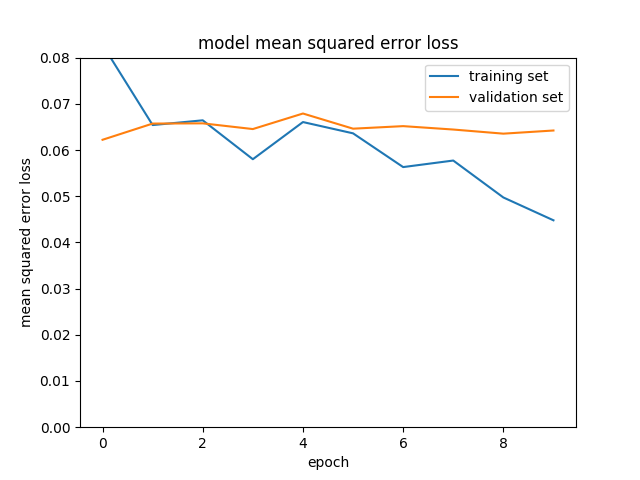 model mean squared error loss
training set
validation set
mean squared error loss
0.08
0.07
0.06
0.05
0.04
0.03
0.02
0.01
0.00
0 2 4 6 8
epoch